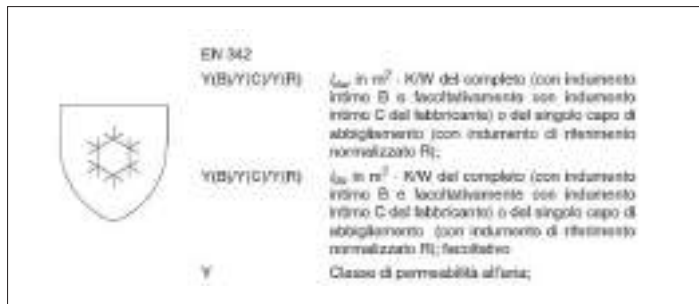 EN 342
Y(B)/Y(C)/Y(R) in m² · K/W del completo (con indumento
intimo B e facoltativamente con indumento
intimo C del fabbricante) o del singolo capo di
abbigliamento (con indumento di riferimento
normalizzato R);
Y(B)/Y(C)/Y(R) in m² · K/W del completo (con indumento
intimo B e facoltativamente con indumento
intimo C del fabbricante) o del singolo capo di
abbigliamento (con indumento di riferimento
normalizzato R); facoltativo
Y Classe di permeabilità all'aria;